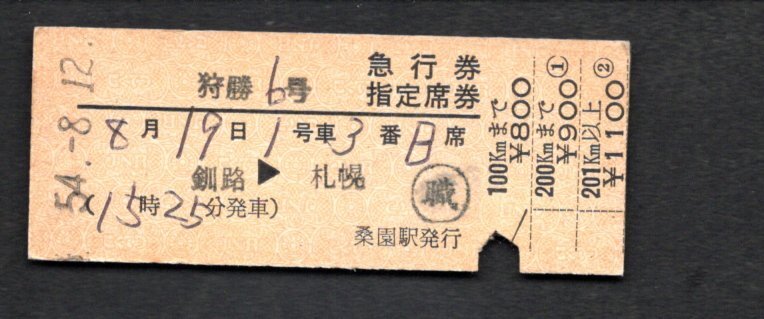 54.-8.12.
狩勝6号
急行券
指定席券
8月19日1号車3番B席
釧路▶札幌
(15時25分発車)
職
桑園駅発行
100Kmまで ¥800
200Kmまで ¥900 ①
201Km以上 ¥1100 ②